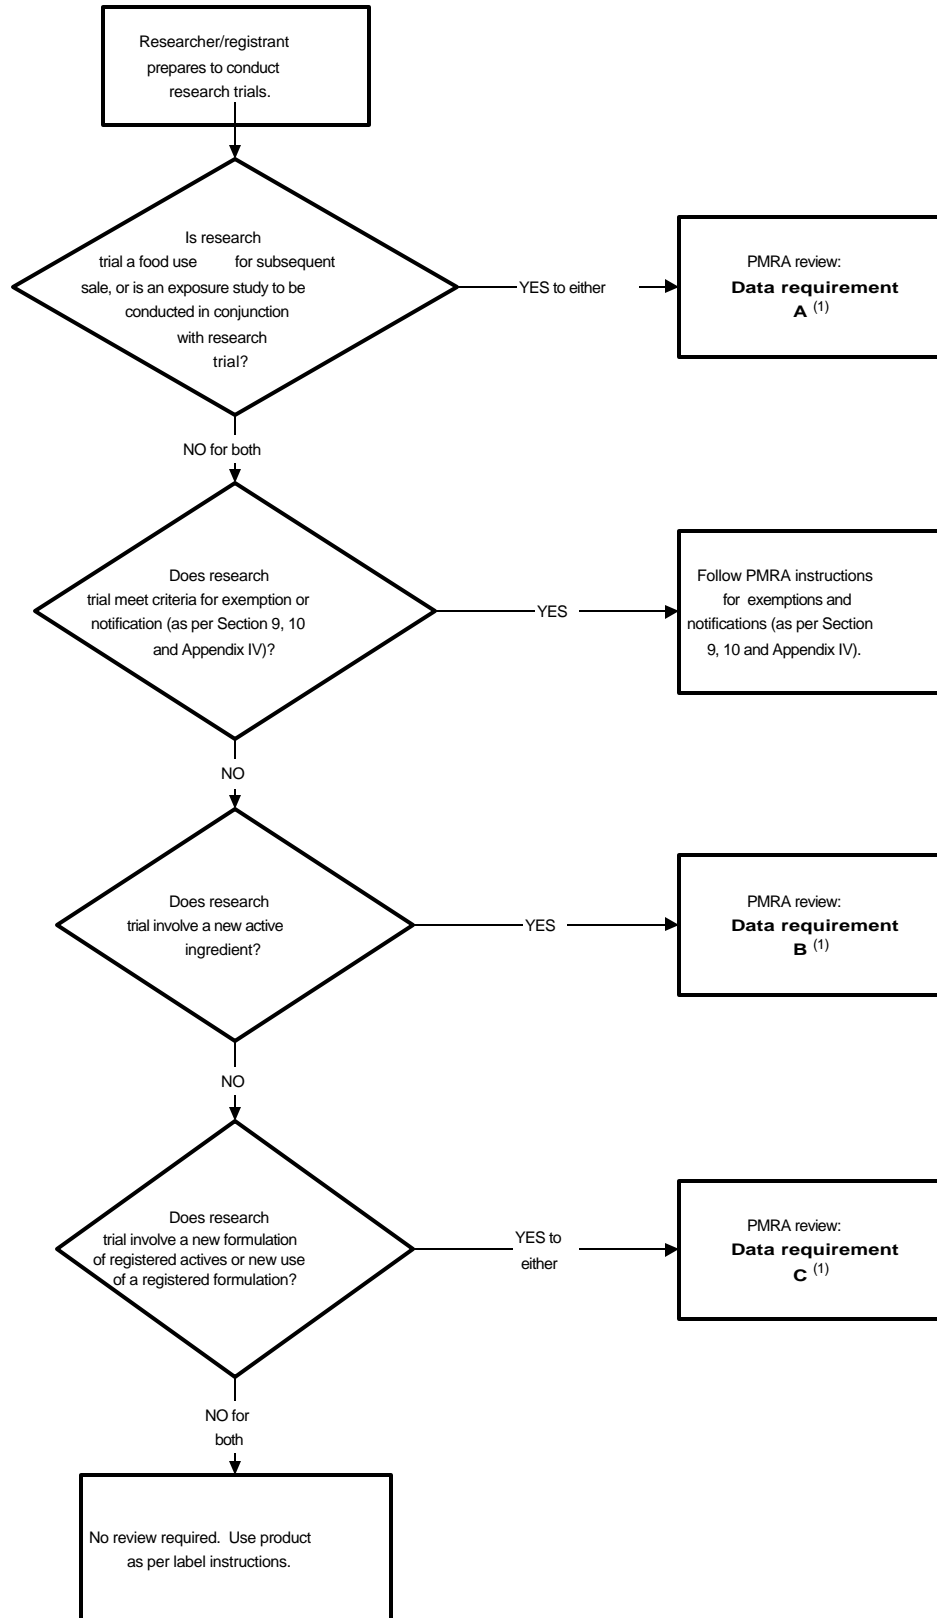 Researcher/registrant
prepares to conduct
research trials.
Is research
trial a food use for subsequent
sale, or is an exposure study to be
conducted in conjunction
with research
trial?
YES to either
PMRA review:
Data requirement
A (1)
NO for both
Does research
trial meet criteria for exemption or
notification (as per Section 9, 10
and Appendix IV)?
YES
Follow PMRA instructions
for exemptions and
notifications (as per Section
9, 10 and Appendix IV).
NO
Does research
trial involve a new active
ingredient?
YES
PMRA review:
Data requirement
B (1)
NO
Does research
trial involve a new formulation
of registered actives or new use
of a registered formulation?
YES to
either
PMRA review:
Data requirement
C (1)
NO for
both
No review required. Use product
as per label instructions.